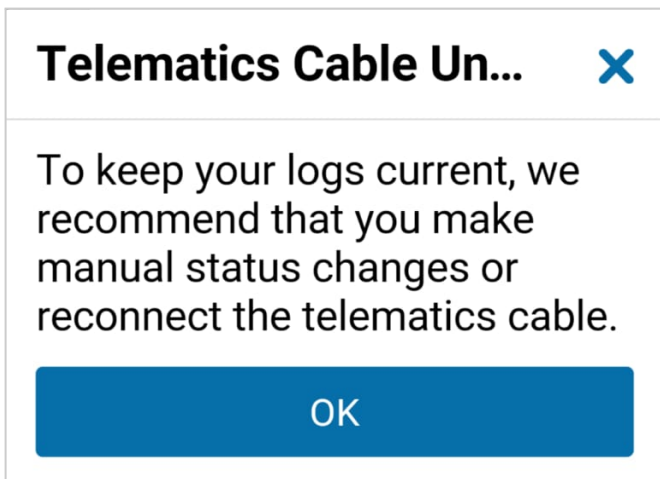 Telematics Cable Un...
To keep your logs current, we
recommend that you make
manual status changes or
reconnect the telematics cable.
OK